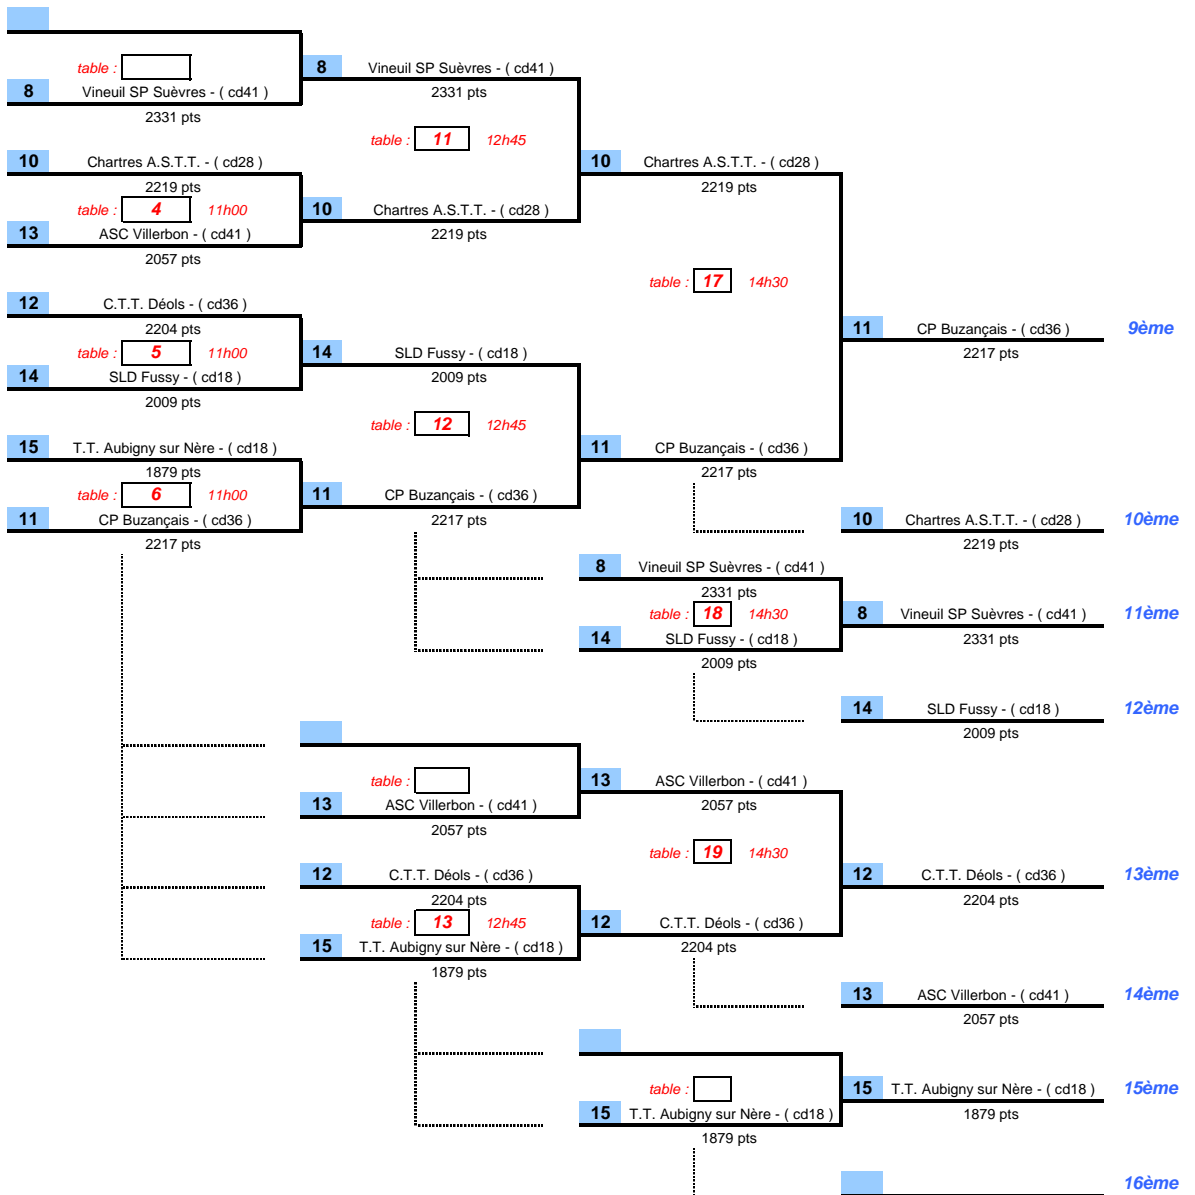 table :
8 Vineuil SP Suèvres - ( cd41 )
8 Vineuil SP Suèvres - ( cd41 )
2331 pts
2331 pts
table : 11 12h45
10 Chartres A.S.T.T. - ( cd28 )
10 Chartres A.S.T.T. - ( cd28 )
2219 pts
2219 pts
table : 4 11h00
10 Chartres A.S.T.T. - ( cd28 )
13 ASC Villerbon - ( cd41 )
2219 pts
2057 pts
table : 17 14h30
12 C.T.T. Déols - ( cd36 )
2204 pts
11 CP Buzançais - ( cd36 ) 9ème
table : 5 11h00
14 SLD Fussy - ( cd18 )
2217 pts
14 SLD Fussy - ( cd18 )
2009 pts
2009 pts
table : 12 12h45
15 T.T. Aubigny sur Nère - ( cd18 )
11 CP Buzançais - ( cd36 )
1879 pts
2217 pts
table : 6 11h00
11 CP Buzançais - ( cd36 )
11 CP Buzançais - ( cd36 )
2217 pts
10 Chartres A.S.T.T. - ( cd28 ) 10ème
2217 pts
2219 pts
8 Vineuil SP Suèvres - ( cd41 )
2331 pts
table : 18 14h30
8 Vineuil SP Suèvres - ( cd41 ) 11ème
14 SLD Fussy - ( cd18 )
2331 pts
2009 pts
14 SLD Fussy - ( cd18 ) 12ème
2009 pts
table :
13 ASC Villerbon - ( cd41 )
13 ASC Villerbon - ( cd41 )
2057 pts
2057 pts
table : 19 14h30
12 C.T.T. Déols - ( cd36 )
12 C.T.T. Déols - ( cd36 ) 13ème
2204 pts
2204 pts
table : 13 12h45
12 C.T.T. Déols - ( cd36 )
15 T.T. Aubigny sur Nère - ( cd18 )
2204 pts
1879 pts
13 ASC Villerbon - ( cd41 ) 14ème
2057 pts
table :
15 T.T. Aubigny sur Nère - ( cd18 ) 15ème
15 T.T. Aubigny sur Nère - ( cd18 )
1879 pts
1879 pts
16ème